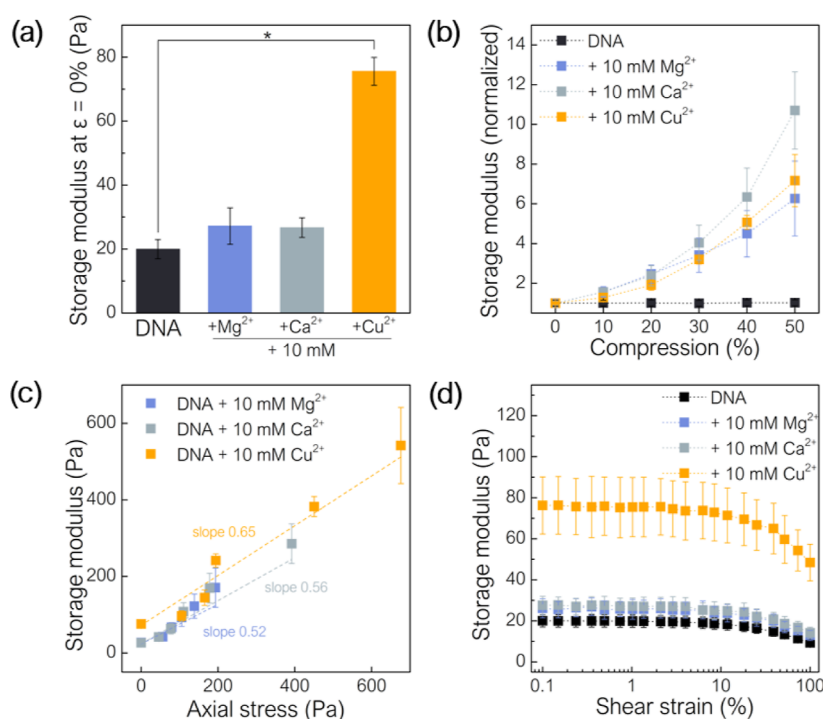 (a)
Storage modulus at ε = 0% (Pa)
80
60
40
20
0
*
DNA
+Mg²⁺
+Ca²⁺
+Cu²⁺
+ 10 mM
(b)
Storage modulus (normalized)
14
12
10
8
6
4
2
DNA
+ 10 mM Mg²⁺
+ 10 mM Ca²⁺
+ 10 mM Cu²⁺
0 10 20 30 40 50
Compression (%)
(c)
Storage modulus (Pa)
600
400
200
0
DNA + 10 mM Mg²⁺
DNA + 10 mM Ca²⁺
DNA + 10 mM Cu²⁺
slope 0.65
slope 0.56
slope 0.52
0 200 400 600
Axial stress (Pa)
(d)
Storage modulus (Pa)
120
100
80
60
40
20
0
DNA
+ 10 mM Mg²⁺
+ 10 mM Ca²⁺
+ 10 mM Cu²⁺
0.1 1 10 100
Shear strain (%)